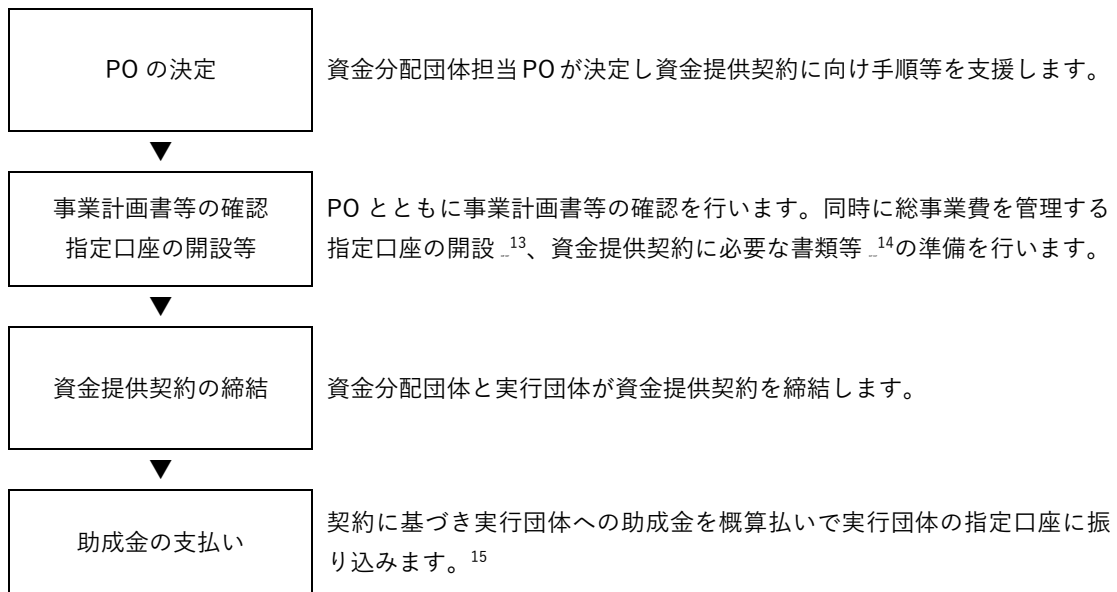 PO の決定
資金分配団体担当 PO が決定し資金提供契約に向け手順等を支援します。
▼
事業計画書等の確認
指定口座の開設等
PO とともに事業計画書等の確認を行います。同時に総事業費を管理する
指定口座の開設 13、資金提供契約に必要な書類等 14の準備を行います。
▼
資金提供契約の締結
資金分配団体と実行団体が資金提供契約を締結します。
▼
助成金の支払い
契約に基づき実行団体への助成金を概算払いで実行団体の指定口座に振
り込みます。15